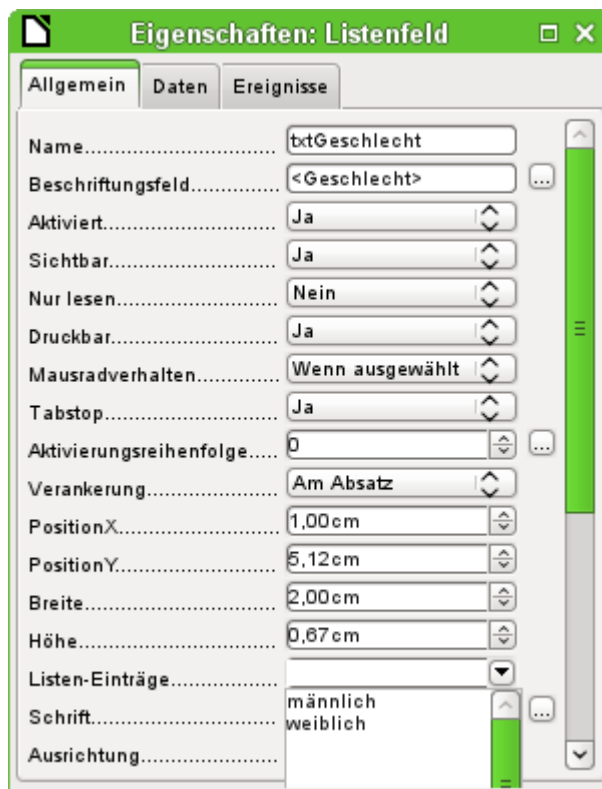 Eigenschaften: Listenfeld
Allgemein Daten Ereignisse
Name............................ txtGeschlecht
Beschriftungsfeld............... <Geschlecht> ...
Aktiviert....................... Ja
Sichtbar........................ Ja
Nur lesen....................... Nein
Druckbar........................ Ja
Mausradverhalten............. Wenn ausgewählt
Tabstop......................... Ja
Aktivierungsreihenfolge..... 0 ...
Verankerung.................. Am Absatz
PositionX....................... 1,00cm
PositionY....................... 5,12cm
Breite.......................... 2,00cm
Höhe............................ 0,67cm
Listen-Einträge................
männlich
Schrift......................... ...
weiblich
Ausrichtung....................